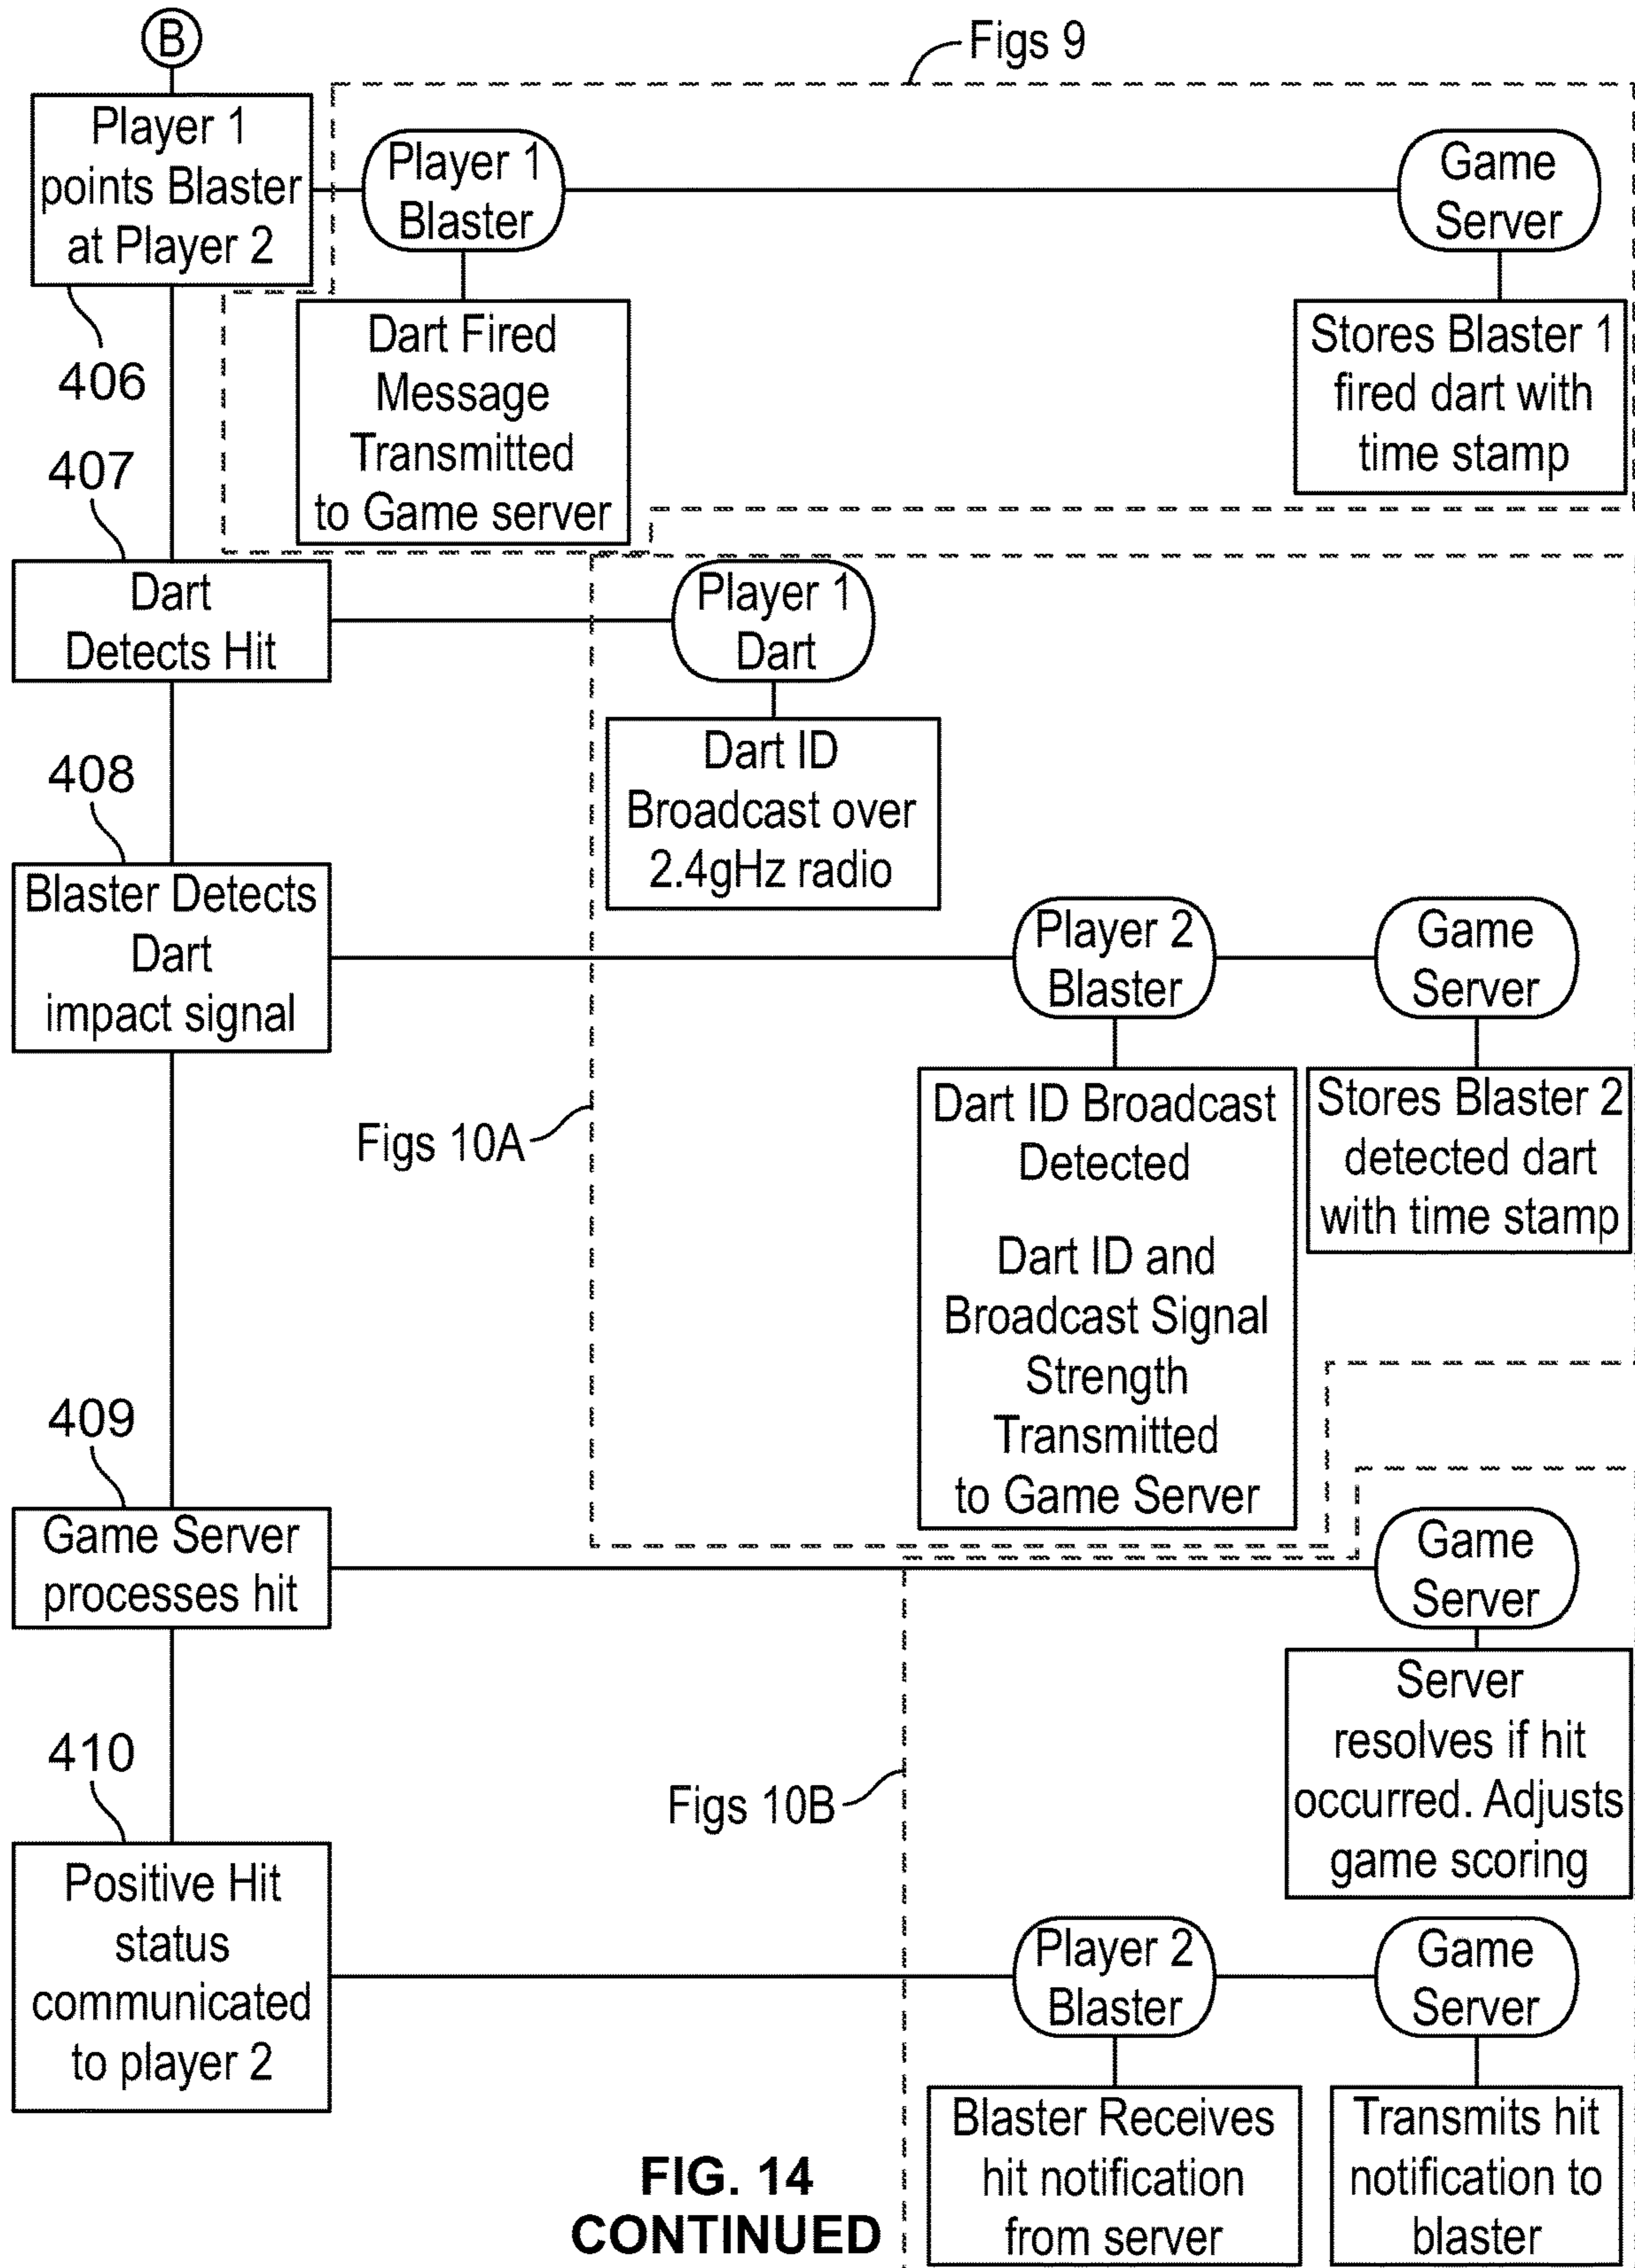 B
Figs 9
Player 1
points Blaster
at Player 2
406
Player 1
Blaster
Game
Server
Dart Fired
Message
Transmitted
to Game server
Stores Blaster 1
fired dart with
time stamp
407
Dart
Detects Hit
Player 1
Dart
Dart ID
Broadcast over
2.4gHz radio
408
Blaster Detects
Dart
impact signal
Player 2
Blaster
Game
Server
Figs 10A
Dart ID Broadcast
Detected
Dart ID and
Broadcast Signal
Strength
Transmitted
to Game Server
Stores Blaster 2
detected dart
with time stamp
409
Game Server
processes hit
Game
Server
Server
resolves if hit
occurred. Adjusts
game scoring
410
Figs 10B
Positive Hit
status
communicated
to player 2
Player 2
Blaster
Game
Server
Blaster Receives
hit notification
from server
Transmits hit
notification to
blaster
FIG. 14
CONTINUED